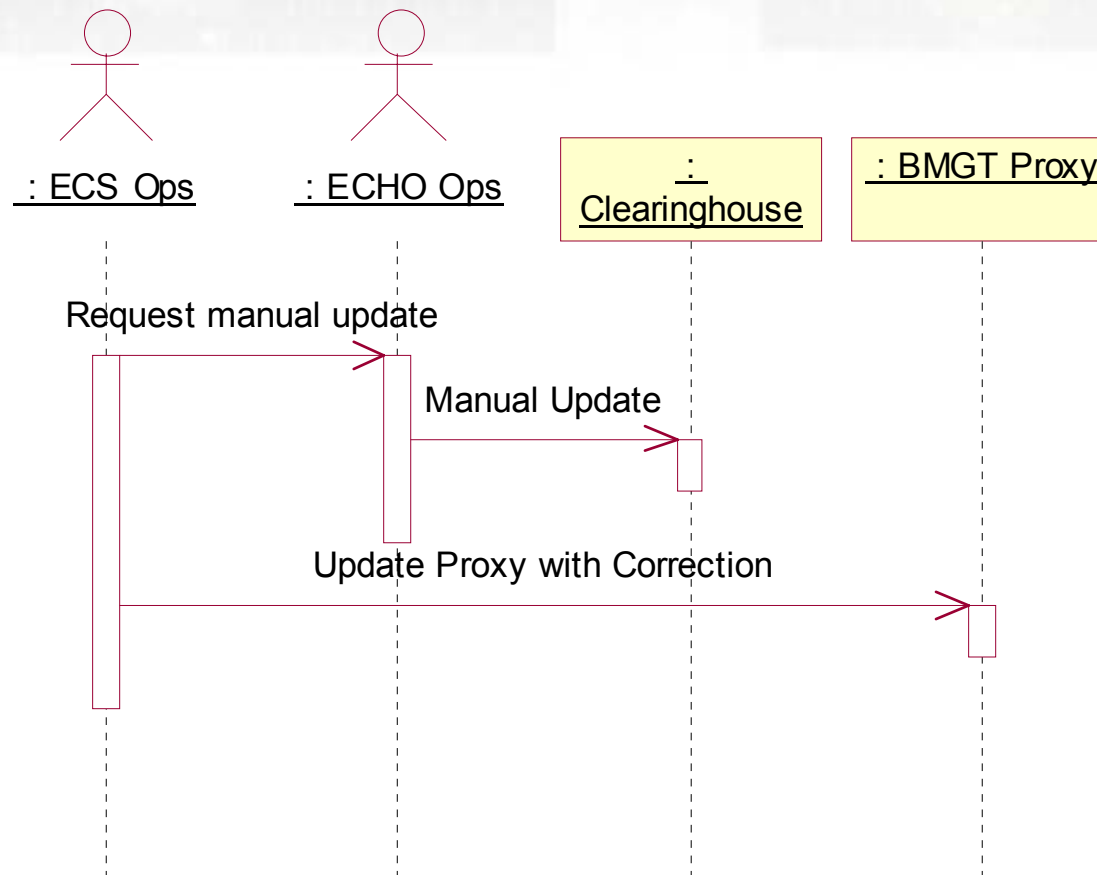 : ECS Ops
: ECHO Ops
:
Clearinghouse
: BMGT Proxy
Request manual update
Manual Update
Update Proxy with Correction